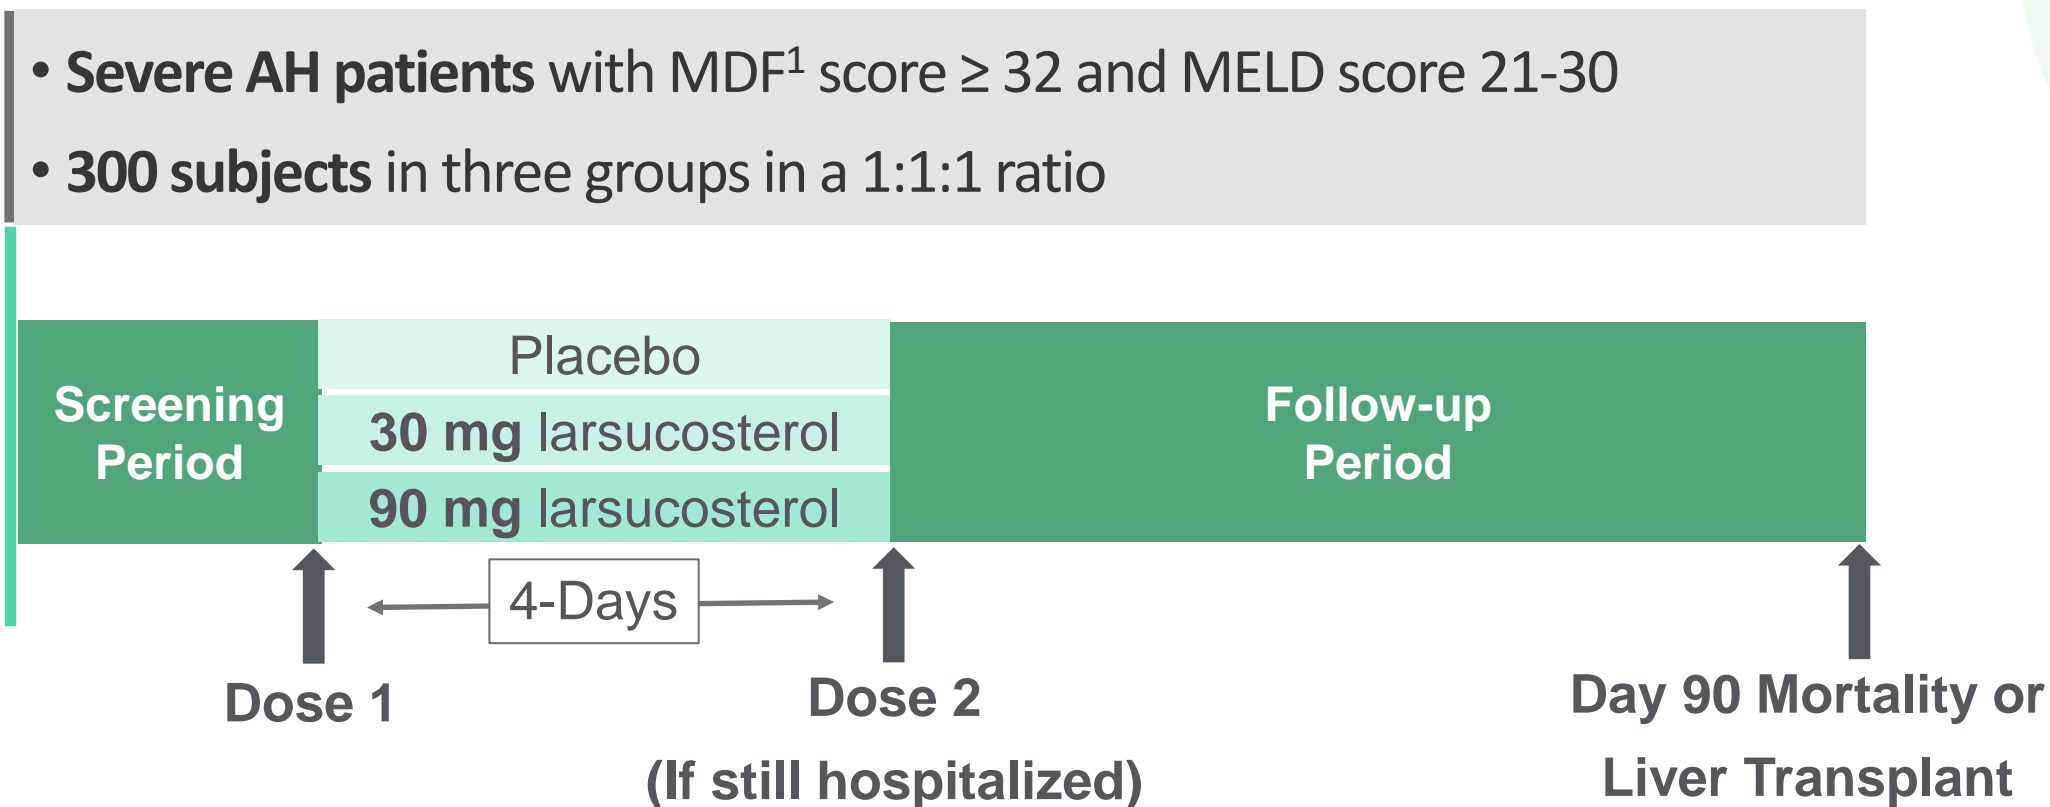 • Severe AH patients with MDF¹ score ≥ 32 and MELD score 21-30
• 300 subjects in three groups in a 1:1:1 ratio
Screening
Period
Placebo
30 mg larsucosterol
90 mg larsucosterol
Follow-up
Period
4-Days
Dose 1
Dose 2
(If still hospitalized)
Day 90 Mortality or
Liver Transplant